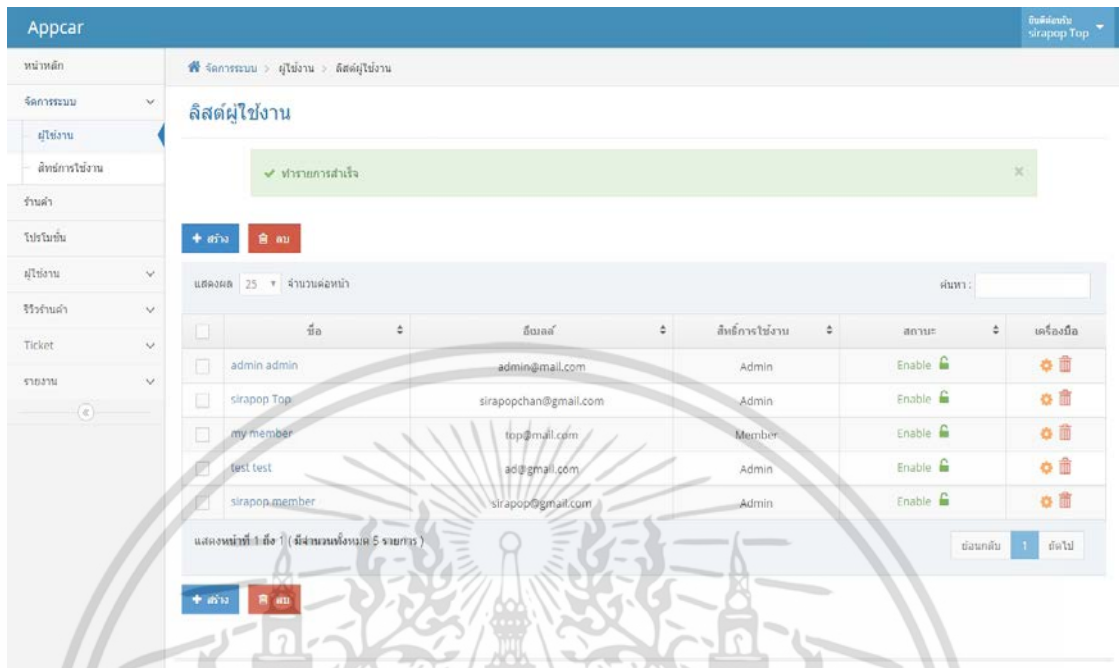 Appcar
ยินดีต้อนรับ
sirapop Top
หน้าหลัก
จัดการระบบ
ผู้ใช้งาน
สิทธ์การใช้งาน
ร้านค้า
โปรโมชั่น
ผู้ใช้งาน
รีวิวร้านค้า
Ticket
รายงาน
จัดการระบบ > ผู้ใช้งาน > ลิสต์ผู้ใช้งาน
ลิสต์ผู้ใช้งาน
ทำรายการสำเร็จ
สร้าง ลบ
แสดงผล 25 จำนวนต่อหน้า ค้นหา :
ชื่อ อีเมลล์ สิทธิ์การใช้งาน สถานะ เครื่องมือ
admin admin admin@mail.com Admin Enable
sirapop Top sirapopchan@gmail.com Admin Enable
my member top@mail.com Member Enable
test test ad@gmail.com Admin Enable
sirapop member sirapop@gmail.com Admin Enable
แสดงหน้าที่ 1 ถึง 1 ( มีจำนวนทั้งหมด 5 รายการ ) ย้อนกลับ 1 ถัดไป
สร้าง ลบ